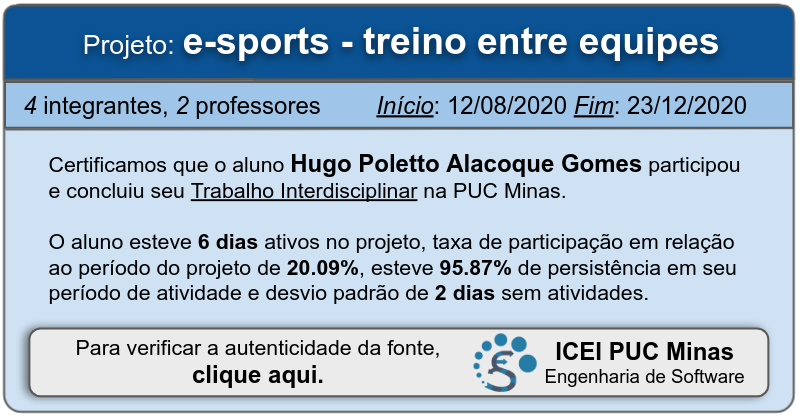 Projeto: e-sports - treino entre equipes
4 integrantes, 2 professores Início: 12/08/2020 Fim: 23/12/2020
Certificamos que o aluno Hugo Poletto Alacoque Gomes participou
e concluiu seu Trabalho Interdisciplinar na PUC Minas.
O aluno esteve 6 dias ativos no projeto, taxa de participação em relação
ao período do projeto de 20.09%, esteve 95.87% de persistência em seu
período de atividade e desvio padrão de 2 dias sem atividades.
Para verificar a autenticidade da fonte,
clique aqui.
ICEI PUC Minas
Engenharia de Software